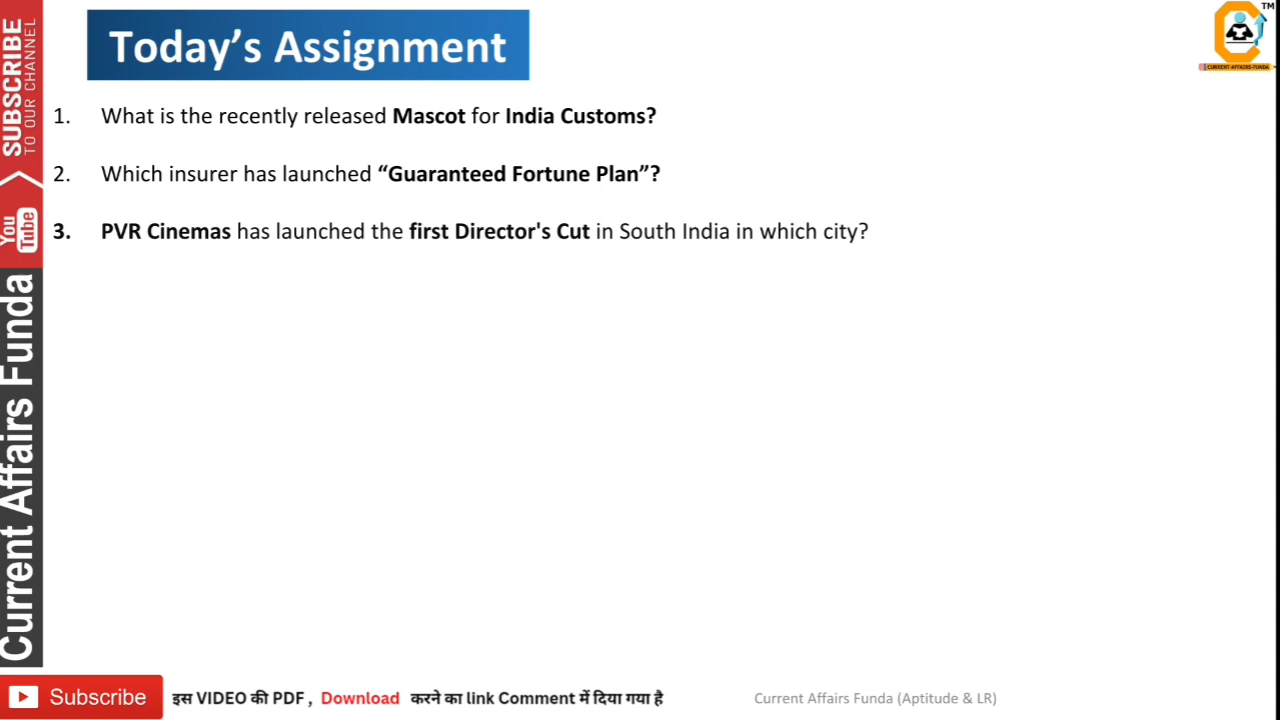 Today's Assignment
TM
CURRENT-AFFAIRS-FUNDA
SUBSCRIBE
TO OUR CHANNEL
You Tube
Current Affairs Funda
1. What is the recently released Mascot for India Customs?
2. Which insurer has launched “Guaranteed Fortune Plan”?
3. PVR Cinemas has launched the first Director's Cut in South India in which city?
Subscribe
इस VIDEO की PDF , Download करने का link Comment में दिया गया है
Current Affairs Funda (Aptitude & LR)